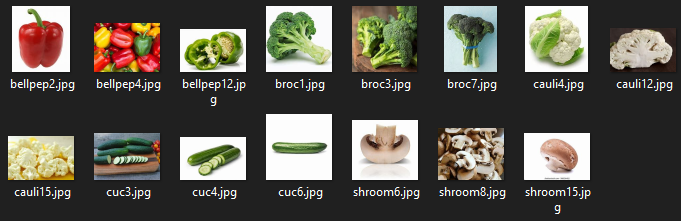 bellpep2.jpg
bellpep4.jpg
bellpep12.jp
g
broc1.jpg
broc3.jpg
broc7.jpg
cauli4.jpg
cauli12.jpg
cauli15.jpg
cuc3.jpg
cuc4.jpg
cuc6.jpg
shroom6.jpg
shroom8.jpg
shroom15.jp
g